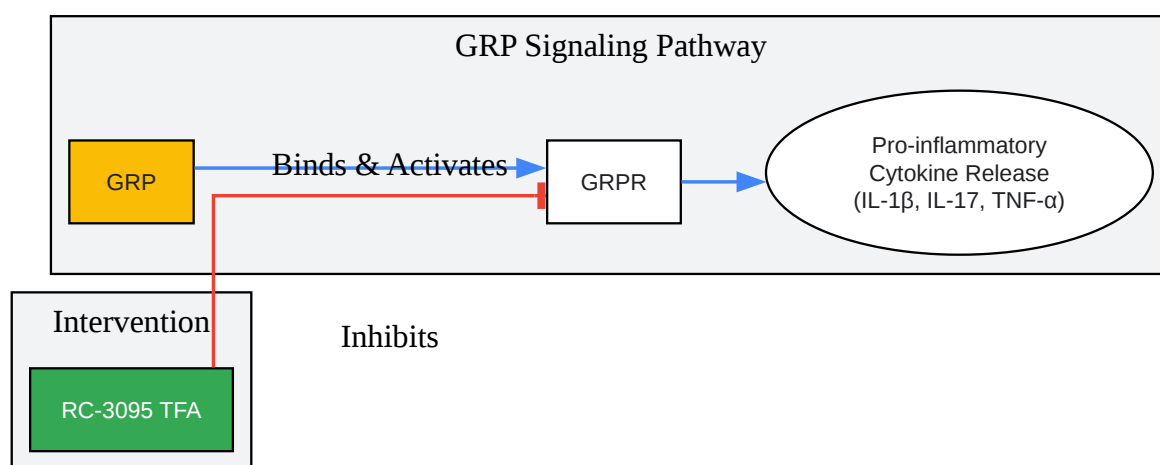 GRP Signaling Pathway
GRP
Binds & Activates
GRPR
Pro-inflammatory
Cytokine Release
(IL-1β, IL-17, TNF-α)
Intervention
Inhibits
RC-3095 TFA